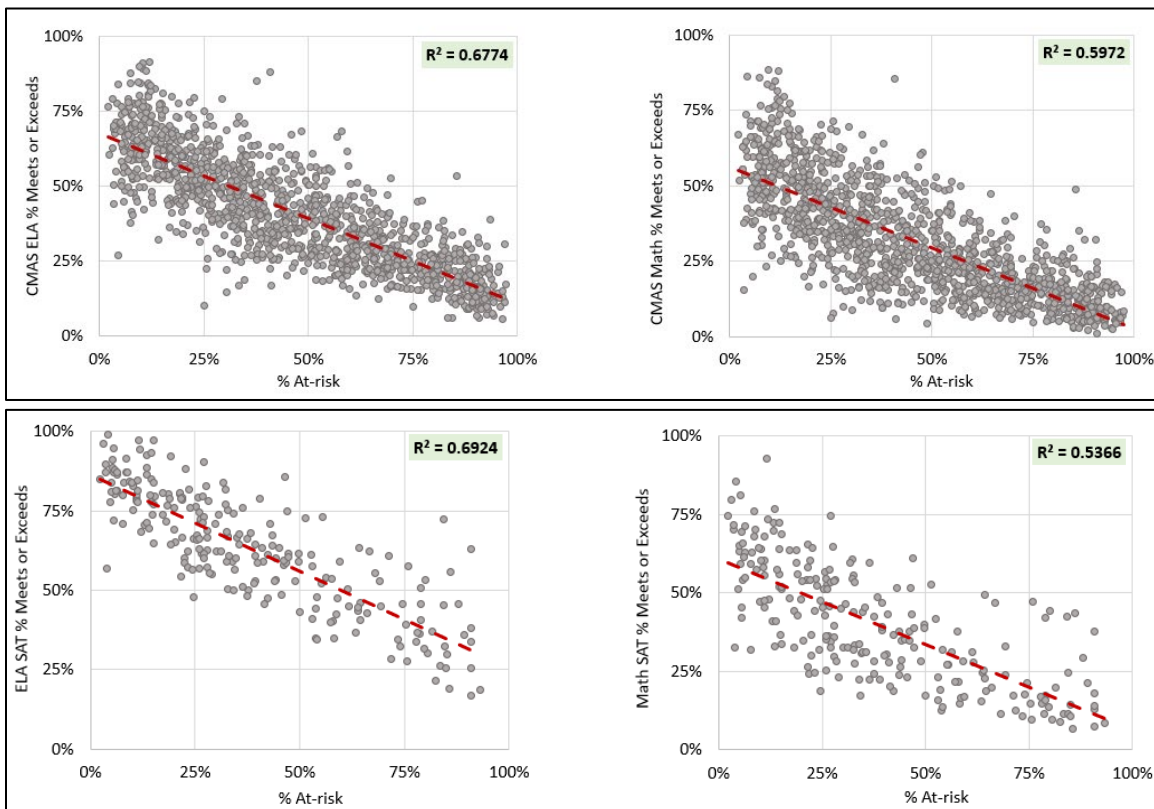 R² = 0.6774
CMAS ELA % Meets or Exceeds
100%
75%
50%
25%
0%
0% 25% 50% 75% 100%
% At-risk
R² = 0.5972
CMAS Math % Meets or Exceeds
100%
75%
50%
25%
0%
0% 25% 50% 75% 100%
% At-risk
R² = 0.6924
ELA SAT % Meets or Exceeds
100%
75%
50%
25%
0%
0% 25% 50% 75% 100%
% At-risk
R² = 0.5366
Math SAT % Meets or Exceeds
100%
75%
50%
25%
0%
0% 25% 50% 75% 100%
% At-risk